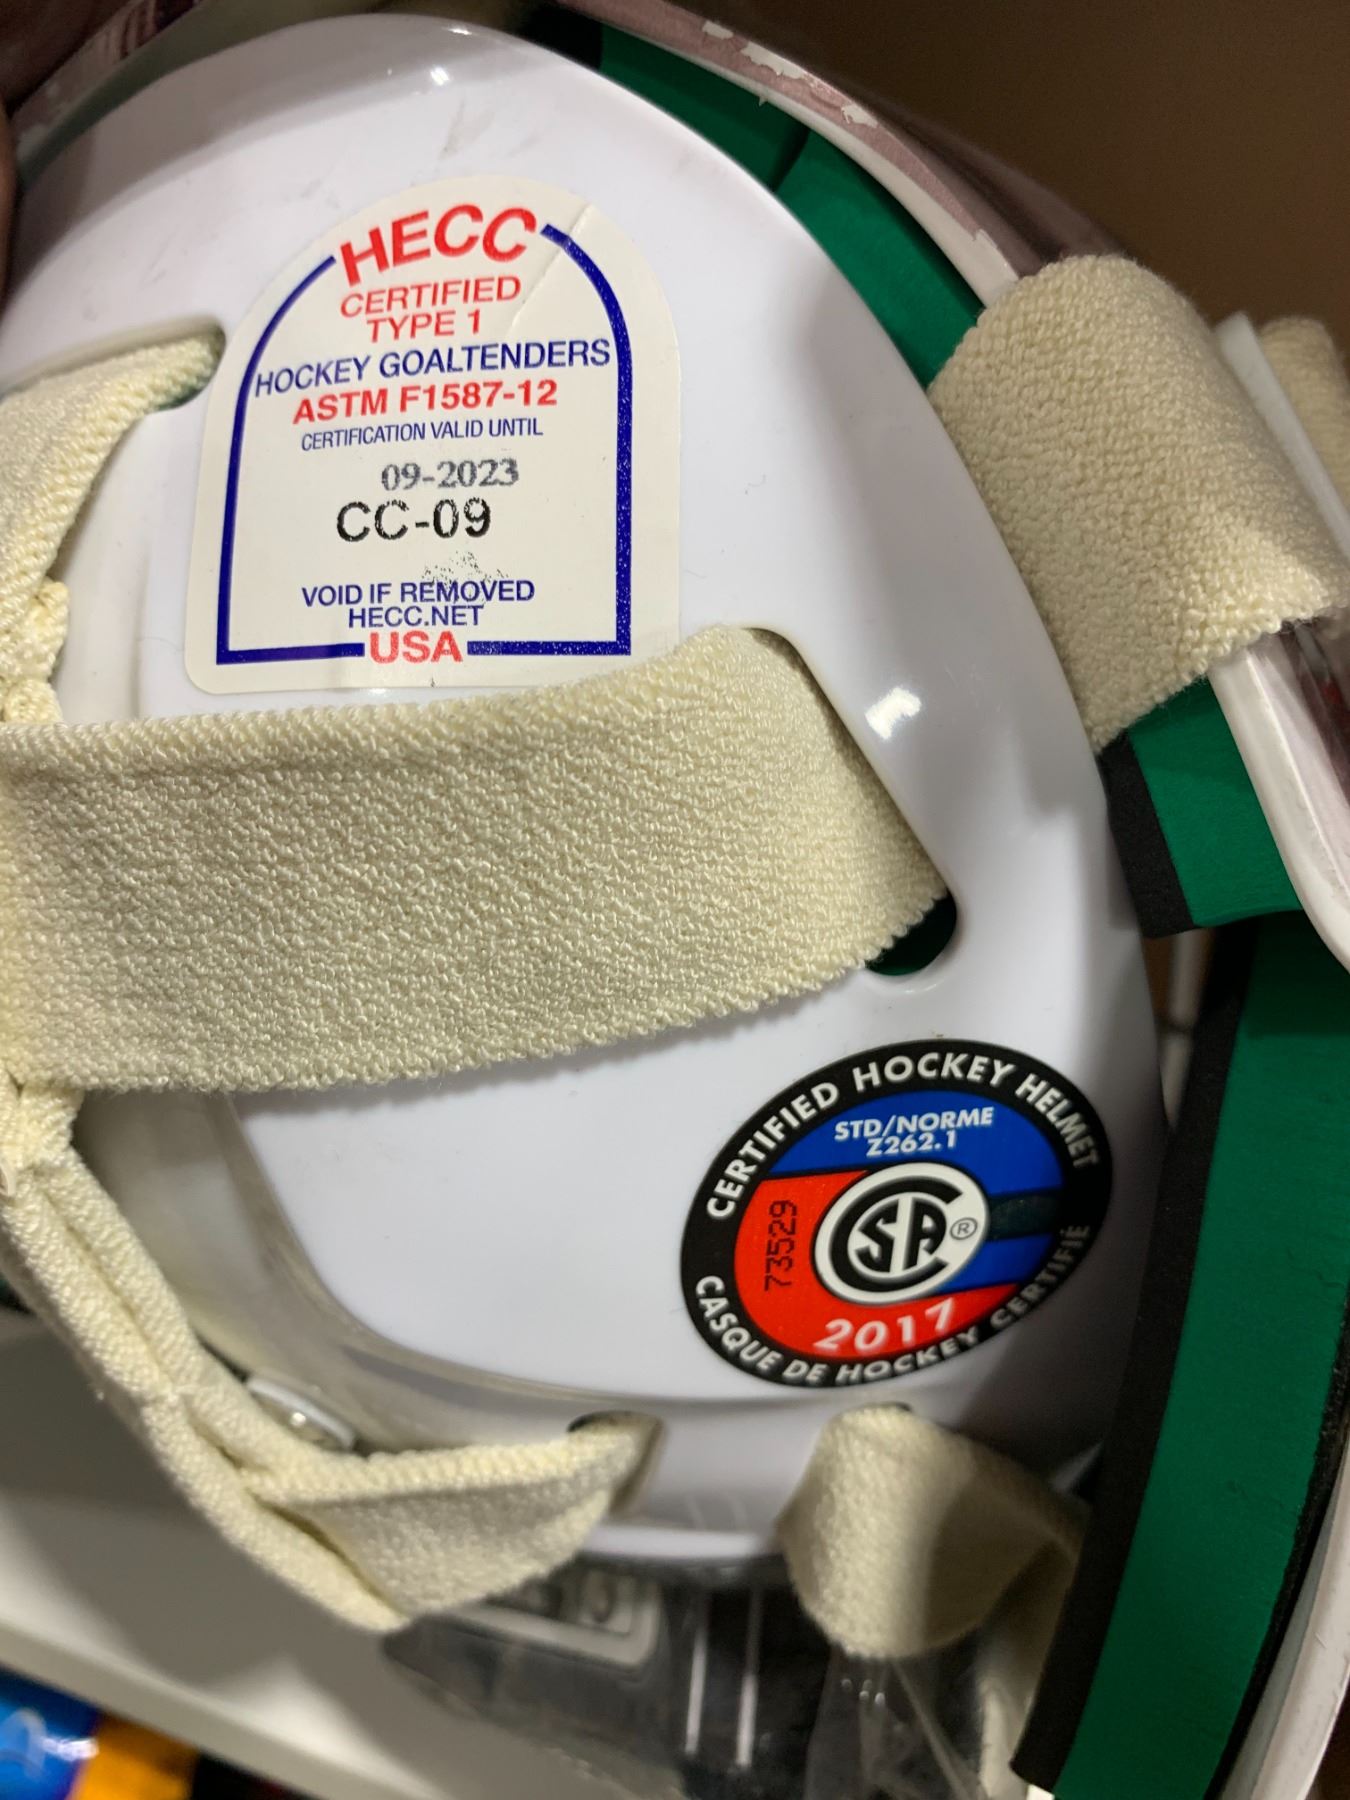 HECC
CERTIFIED
TYPE 1
HOCKEY GOALTENDERS
ASTM F1587-12
CERTIFICATION VALID UNTIL
09-2023
CC-09
VOID IF REMOVED
HECC.NET
USA
CERTIFIED HOCKEY HELMET
STD/NORME
Z262.1
73529
CSA®
2017
CASQUE DE HOCKEY CERTIFIÉ